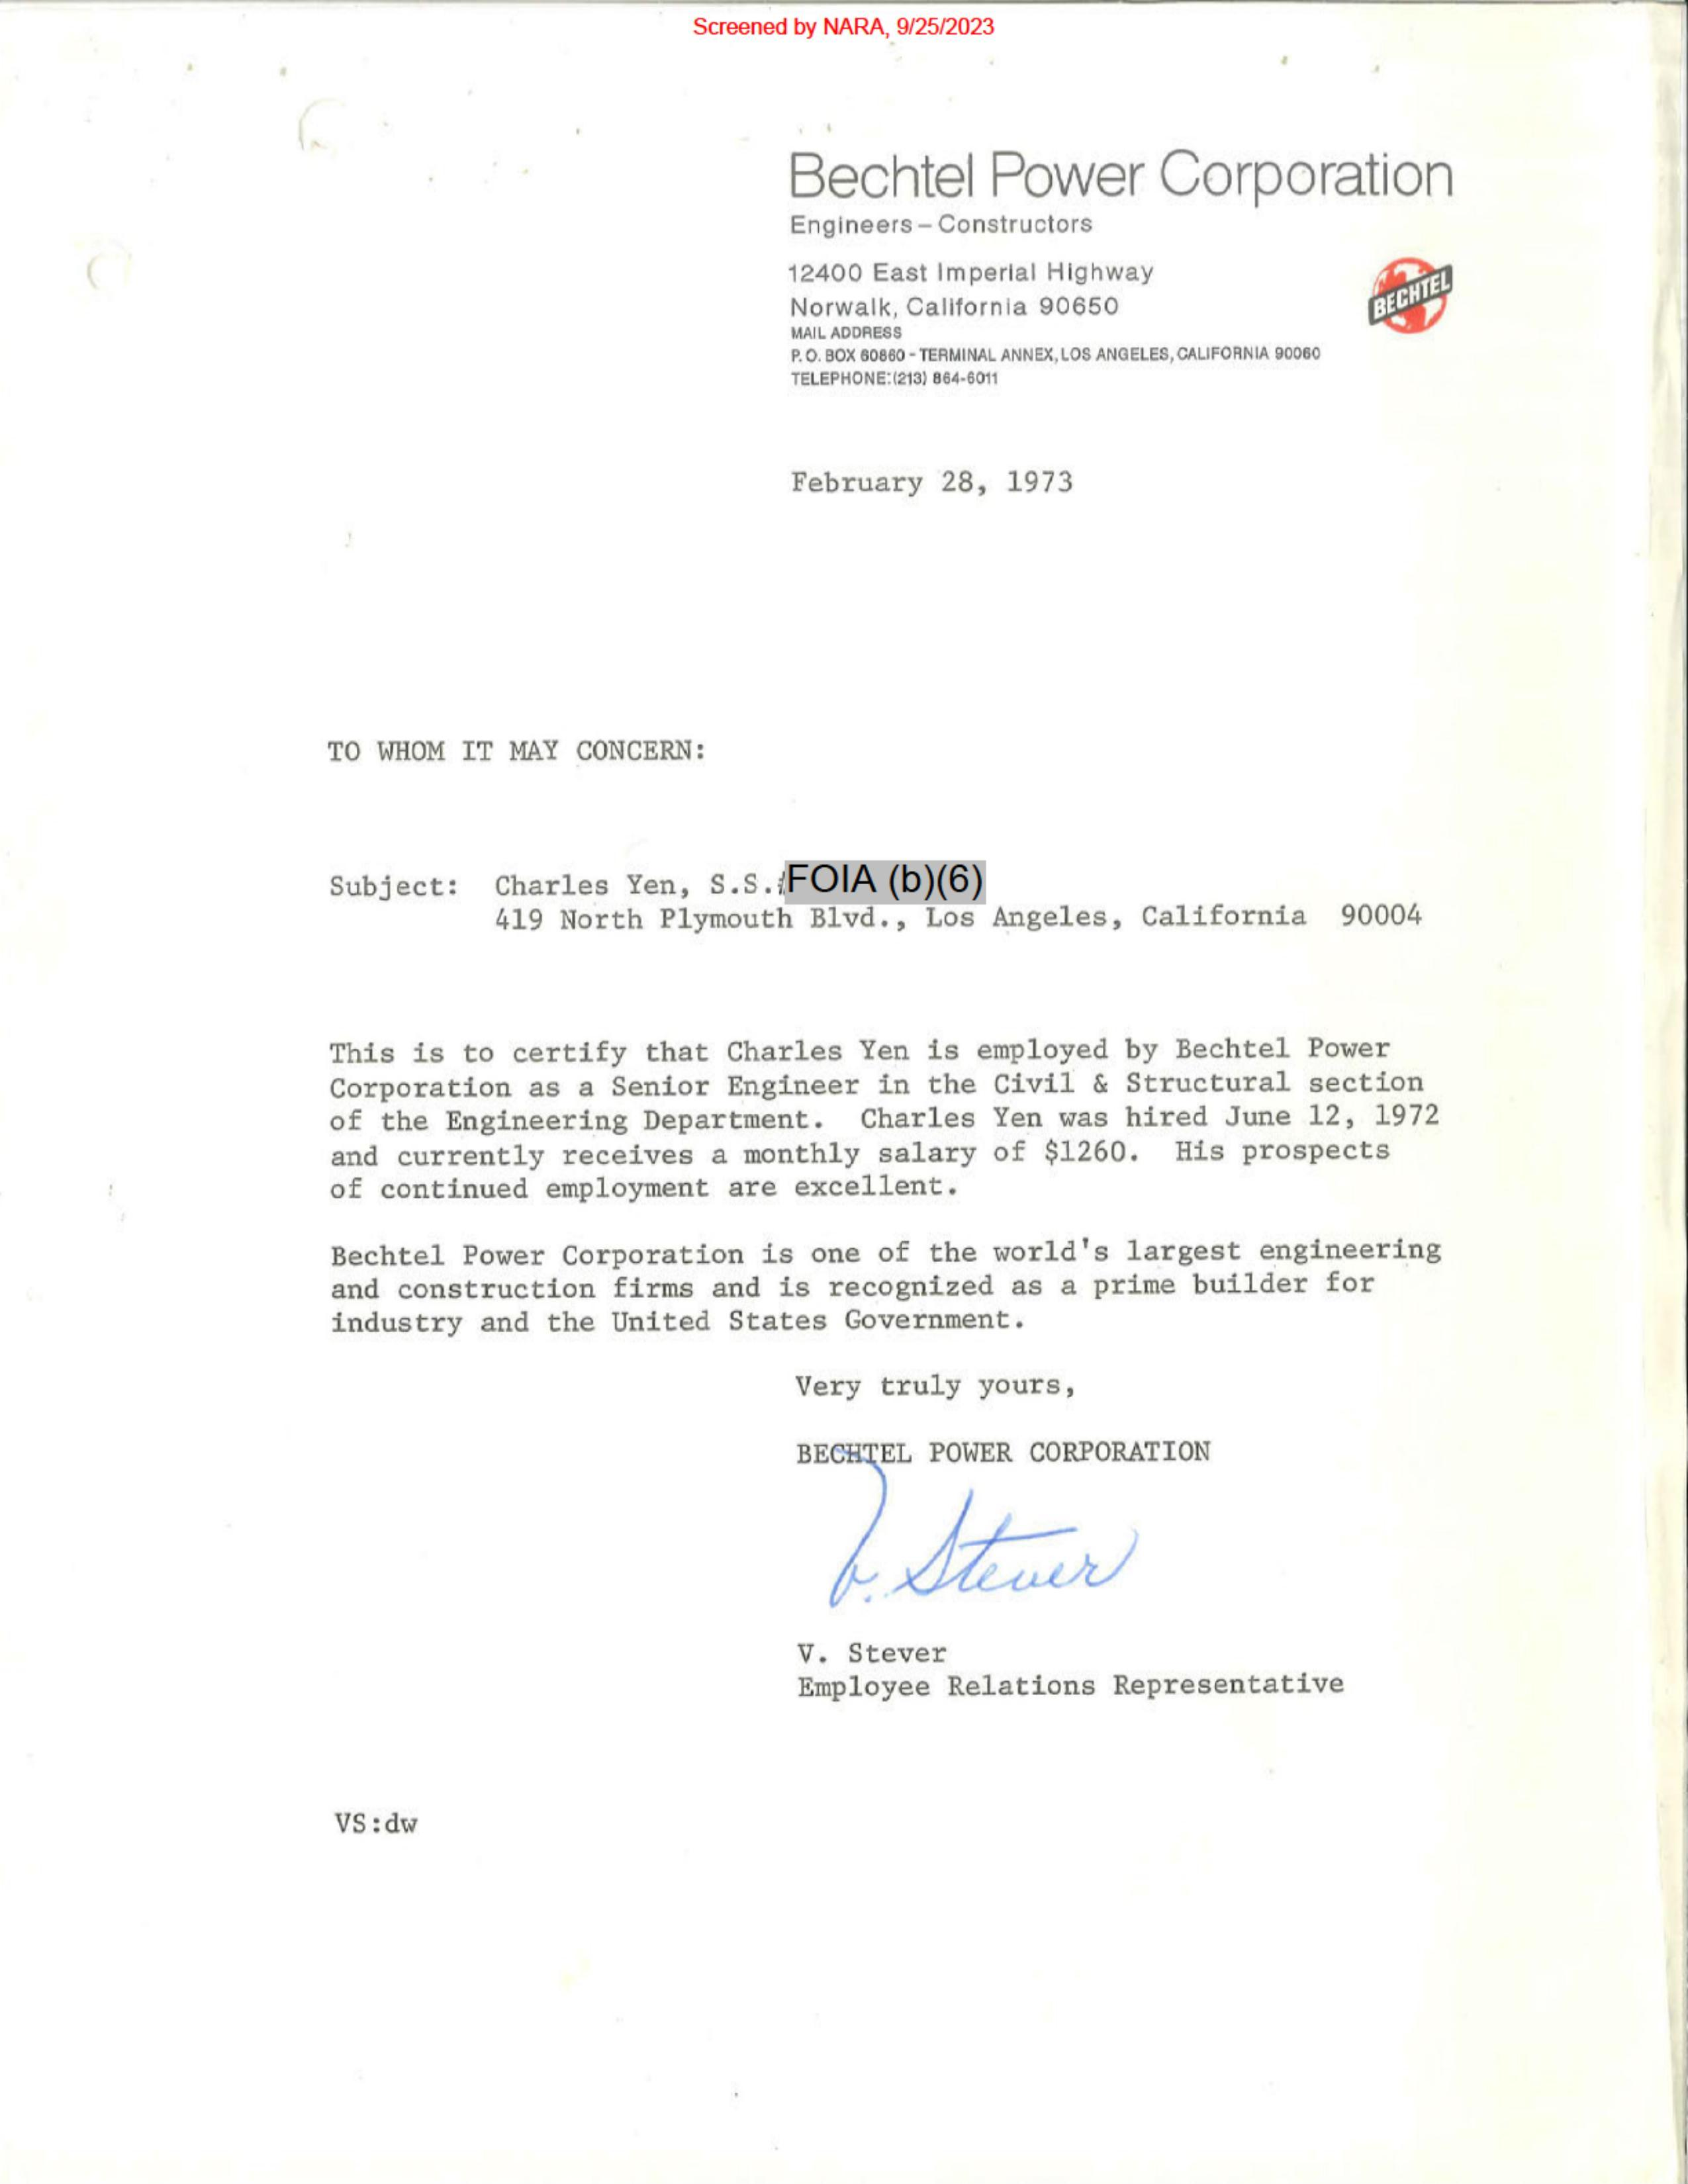 Screened by NARA, 9/25/2023
Bechtel Power Corporation
Engineers – Constructors
12400 East Imperial Highway
Norwalk, California 90650
MAIL ADDRESS
P. O. BOX 60860 - TERMINAL ANNEX, LOS ANGELES, CALIFORNIA 90060
TELEPHONE: (213) 864-6011
BECHTEL
February 28, 1973
TO WHOM IT MAY CONCERN:
Subject: Charles Yen, S.S.# FOIA (b)(6)
419 North Plymouth Blvd., Los Angeles, California 90004
This is to certify that Charles Yen is employed by Bechtel Power
Corporation as a Senior Engineer in the Civil & Structural section
of the Engineering Department. Charles Yen was hired June 12, 1972
and currently receives a monthly salary of $1260. His prospects
of continued employment are excellent.
Bechtel Power Corporation is one of the world's largest engineering
and construction firms and is recognized as a prime builder for
industry and the United States Government.
Very truly yours,
BECHTEL POWER CORPORATION
V. Stever
V. Stever
Employee Relations Representative
VS:dw